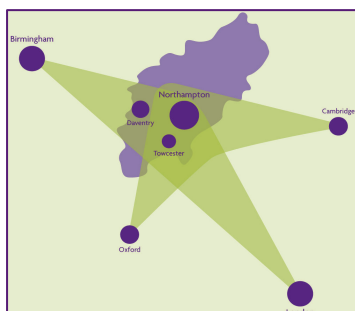 Birmingham
Northampton
Daventry
Cambridge
Towcester
Oxford